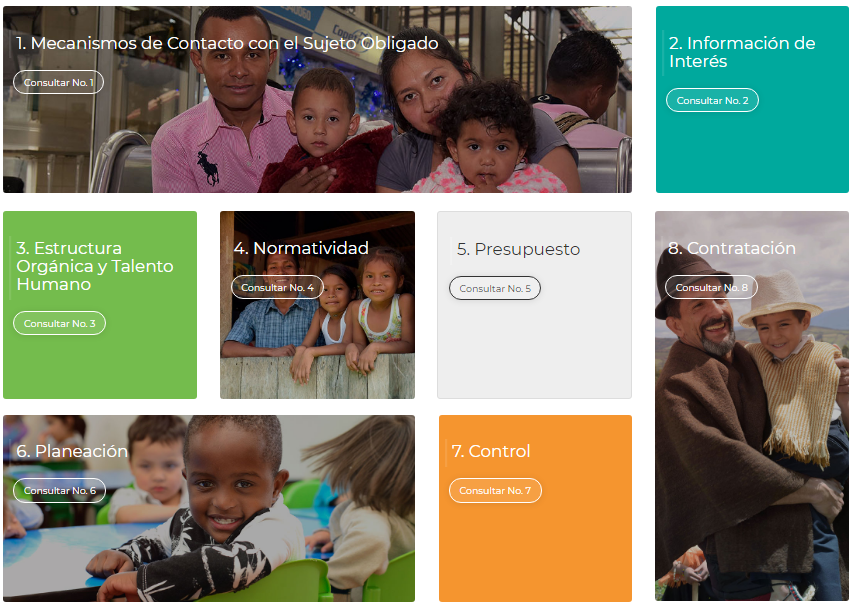 1. Mecanismos de Contacto con el Sujeto Obligado
Consultar No. 1
2. Información de
Interés
Consultar No. 2
3. Estructura
Orgánica y Talento
Humano
Consultar No. 3
4. Normatividad
Consultar No. 4
5. Presupuesto
Consultar No. 5
8. Contratación
Consultar No. 8
6. Planeación
Consultar No. 6
7. Control
Consultar No. 7